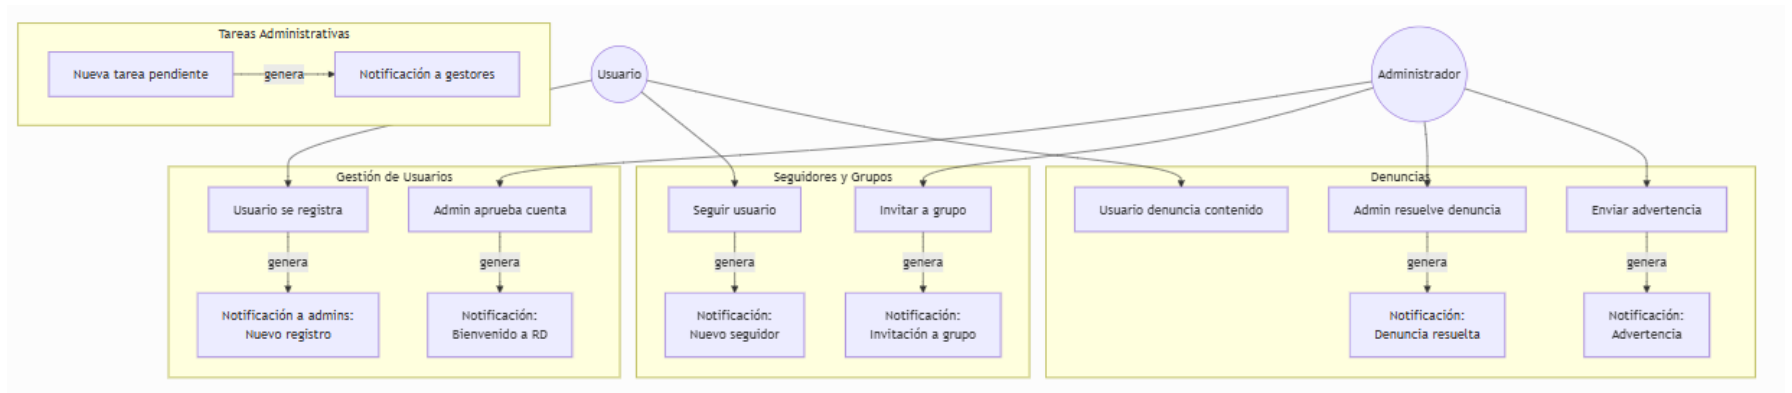 Tareas Administrativas
Nueva tarea pendiente
genera
Notificación a gestores
Usuario
Administrador
Gestión de Usuarios
Usuario se registra
Admin aprueba cuenta
genera
genera
Notificación a admins:
Nuevo registro
Notificación:
Bienvenido a RD
Seguidores y Grupos
Seguir usuario
Invitar a grupo
genera
genera
Notificación:
Nuevo seguidor
Notificación:
Invitación a grupo
Denuncias
Usuario denuncia contenido
Admin resuelve denuncia
Enviar advertencia
genera
genera
Notificación:
Denuncia resuelta
Notificación:
Advertencia